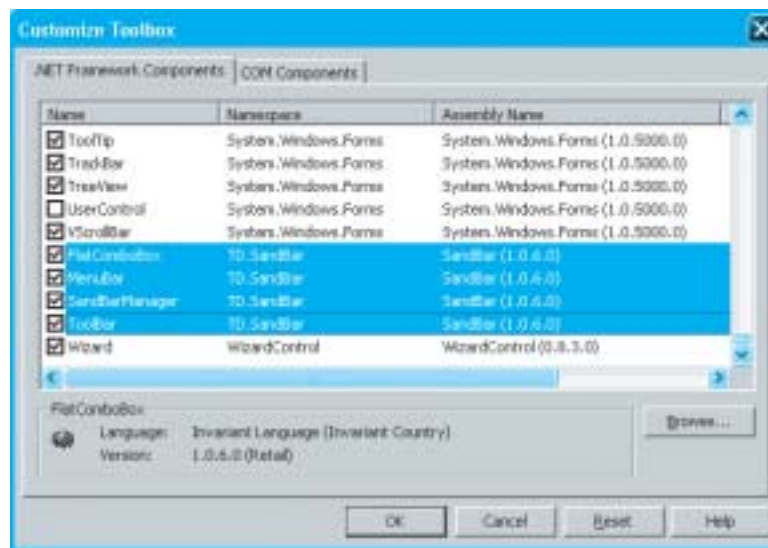 Customize Toolbox
.NET Framework Components COM Components
Name Namespace Assembly Name
ToolTip System.Windows.Forms System.Windows.Forms (1.0.5000.0)
TrackBar System.Windows.Forms System.Windows.Forms (1.0.5000.0)
TreeView System.Windows.Forms System.Windows.Forms (1.0.5000.0)
UserControl System.Windows.Forms System.Windows.Forms (1.0.5000.0)
VScrollBar System.Windows.Forms System.Windows.Forms (1.0.5000.0)
FlatComboBox TD.SandBar SandBar (1.0.6.0)
MenuBar TD.SandBar SandBar (1.0.6.0)
SandBarManager TD.SandBar SandBar (1.0.6.0)
ToolBar TD.SandBar SandBar (1.0.6.0)
Wizard WizardControl WizardControl (0.8.3.0)
FlatComboBox
Language: Invariant Language (Invariant Country)
Version: 1.0.6.0 (Retail)
Browse...
OK Cancel Reset Help